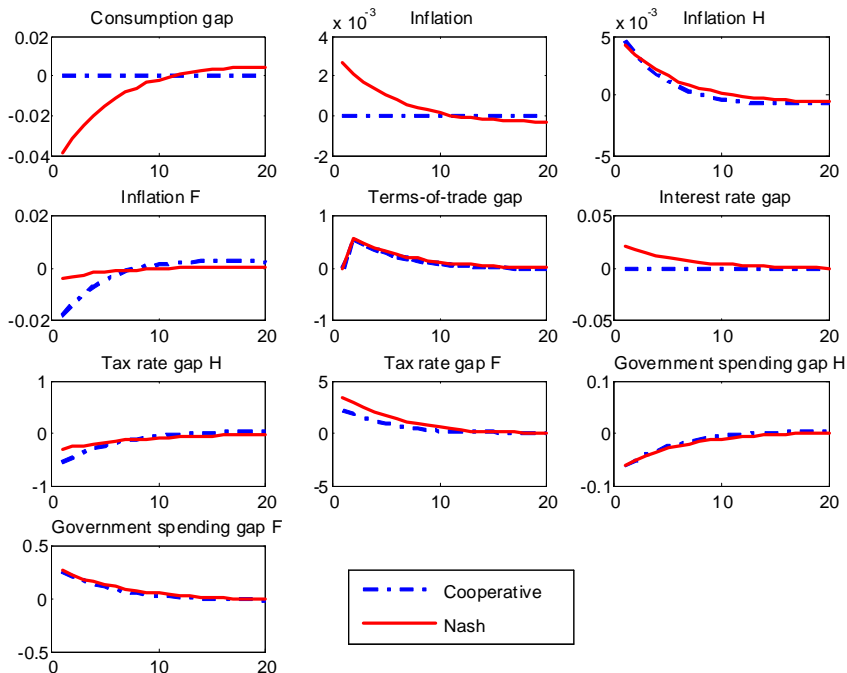 Consumption gap
0.02
0
-0.02
-0.04
0 10 20
Inflation
x 10⁻³
4
2
0
-2
0 10 20
Inflation H
x 10⁻³
5
0
-5
0 10 20
Inflation F
0.02
0
-0.02
0 10 20
Terms-of-trade gap
1
0
-1
0 10 20
Interest rate gap
0.05
0
-0.05
0 10 20
Tax rate gap H
1
0
-1
0 10 20
Tax rate gap F
5
0
-5
0 10 20
Government spending gap H
0.1
0
-0.1
0 10 20
Government spending gap F
0.5
0
-0.5
0 10 20
Cooperative
Nash